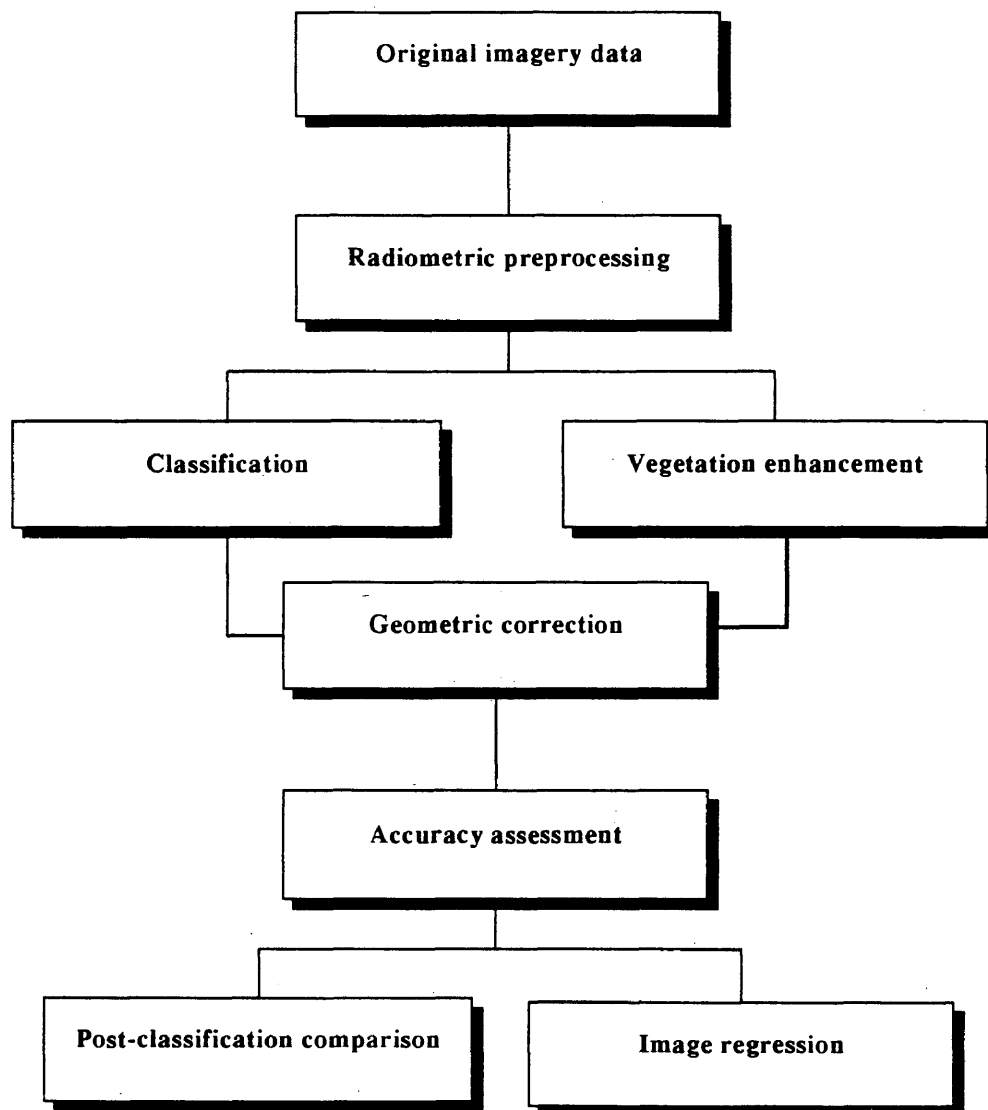 Original imagery data
Radiometric preprocessing
Classification
Vegetation enhancement
Geometric correction
Accuracy assessment
Post-classification comparison
Image regression